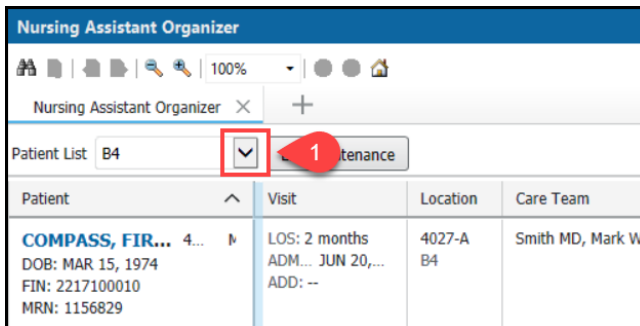 Nursing Assistant Organizer
100%
Nursing Assistant Organizer
Patient List B4 1 tenance
Patient Visit Location Care Team
COMPASS, FIR... 4... LOS: 2 months 4027-A Smith MD, Mark W
DOB: MAR 15, 1974 ADM... JUN 20,... B4
FIN: 2217100010 ADD: --
MRN: 1156829